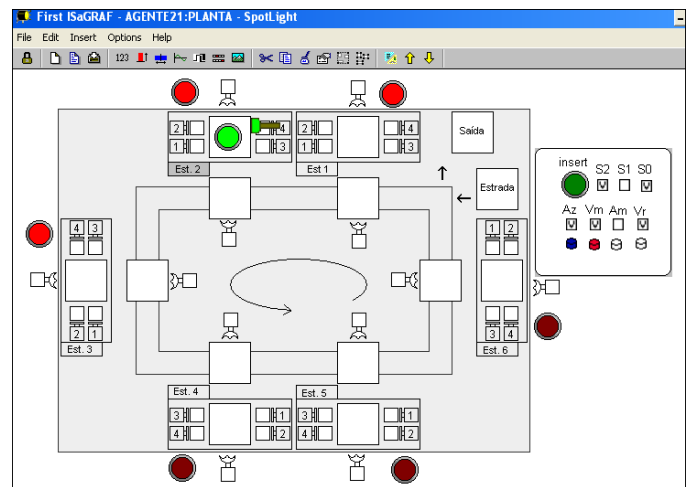 First ISaGRAF - AGENTE21:PLANTA - SpotLight
File Edit Insert Options Help
123
2 4 2 4
1 3 1 3
Est. 2 Est 1
Saída
Estrada
insert S2 S1 S0
Az Vm Am Vr
4 3
2 1
Est. 3
1 2
3 4
Est. 6
Est. 4 Est. 5
3 1 3 1
4 2 4 2